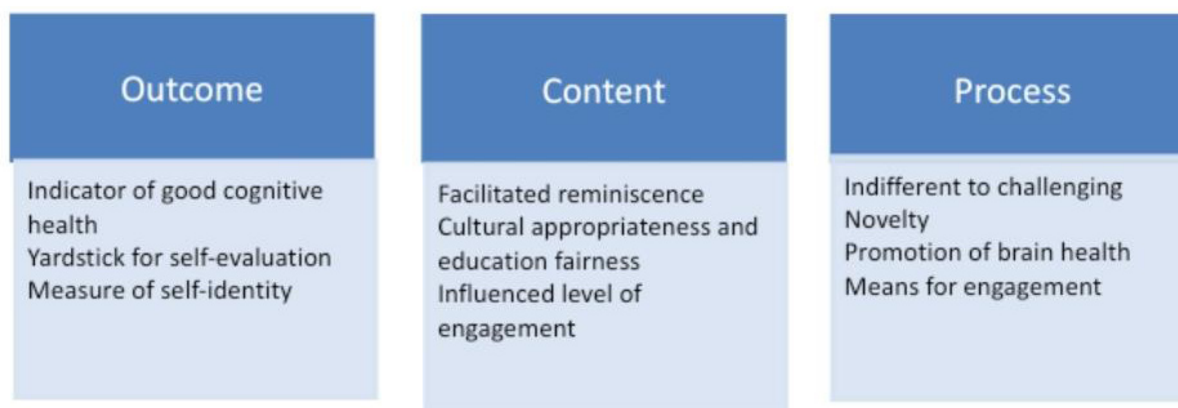 Outcome
Indicator of good cognitive
health
Yardstick for self-evaluation
Measure of self-identity
Content
Facilitated reminiscence
Cultural appropriateness and
education fairness
Influenced level of
engagement
Process
Indifferent to challenging
Novelty
Promotion of brain health
Means for engagement